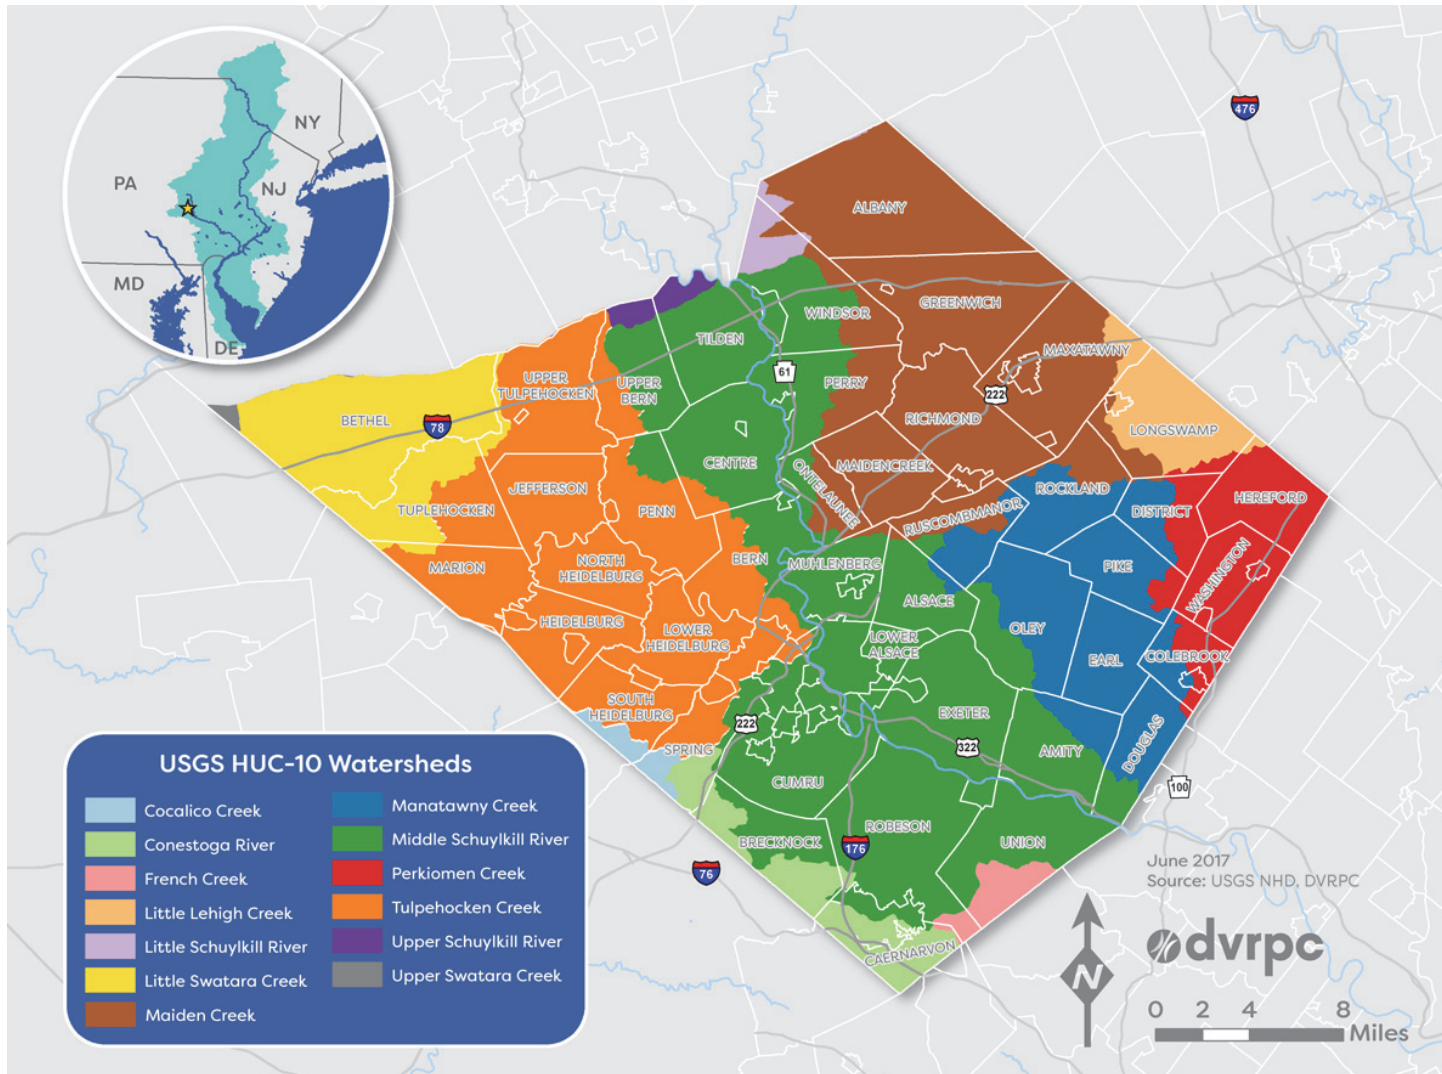 NY
PA
NJ
MD
DE
476
ALBANY
GREENWICH
WINDSOR
TILDEN
MAXATAWNY
UPPER
TULPEHOCKEN
UPPER
BERN
61
PERRY
222
RICHMOND
BETHEL
78
LONGSWAMP
CENTRE
MAIDENCREEK
ONTELAUNEE
JEFFERSON
ROCKLAND
HEREFORD
TUPLEHOCKEN
PENN
RUSCOMBMANOR
DISTRICT
MARION
NORTH
HEIDELBURG
BERN
MUHLENBERG
PIKE
WASHINGTON
ALSACE
HEIDELBURG
LOWER
HEIDELBURG
LOWER
ALSACE
OLEY
EARL
COLEBROOK
SOUTH
HEIDELBURG
222
EXETER
322
AMITY
DOUGLAS
SPRING
CUMRU
100
BRECKNOCK
ROBESON
176
UNION
76
CAERNARVON
USGS HUC-10 Watersheds
Cocalico Creek
Conestoga River
French Creek
Little Lehigh Creek
Little Schuylkill River
Little Swatara Creek
Maiden Creek
Manatawny Creek
Middle Schuylkill River
Perkiomen Creek
Tulpehocken Creek
Upper Schuylkill River
Upper Swatara Creek
June 2017
Source: USGS NHD, DVRPC
dvrpc
N
0 2 4 8
Miles